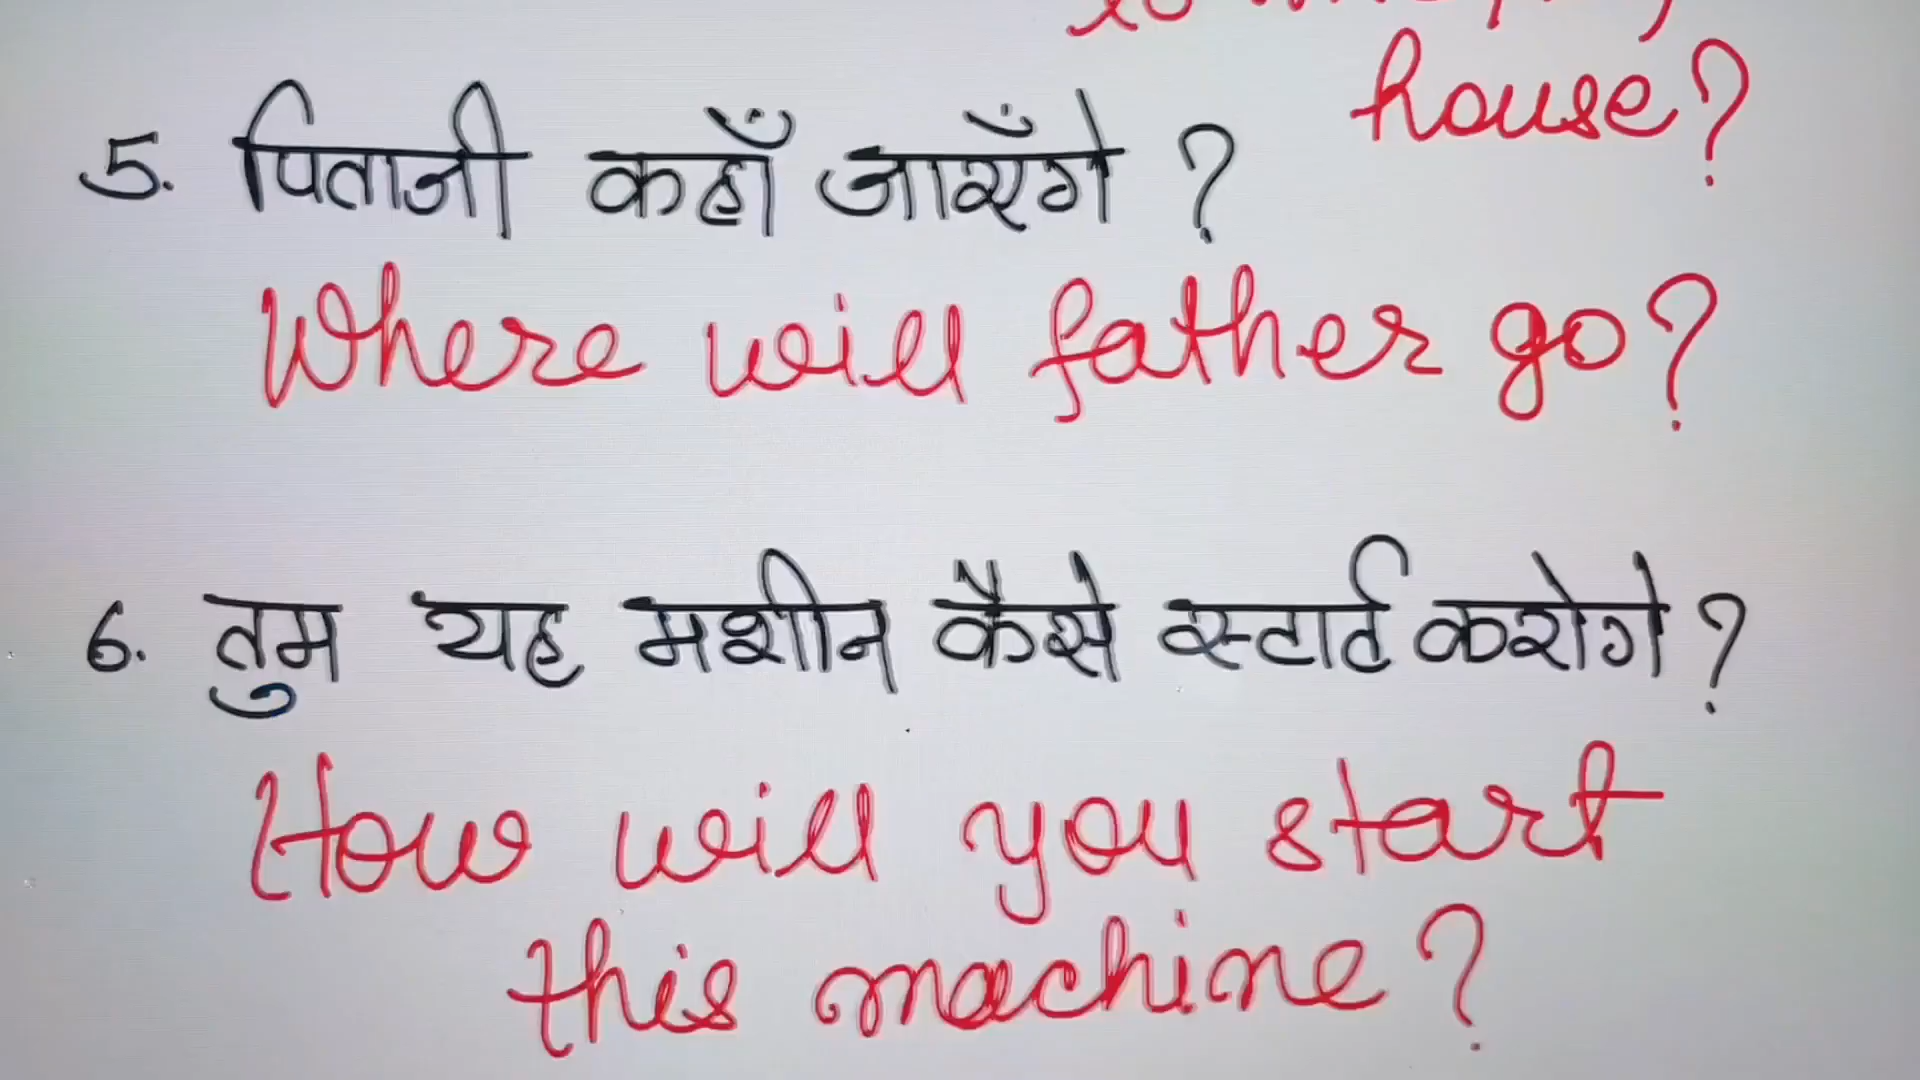 house?
5. पिताजी कहाँ जाएँगे ?
Where will father go?
6. तुम यह मशीन कैसे स्टार्ट करोगे ?
How will you start
this machine?